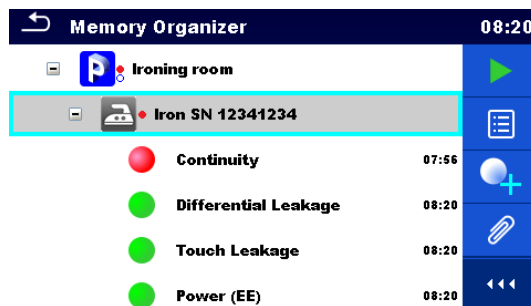 Memory Organizer 08:20
Ironing room
Iron SN 12341234
Continuity 07:56
Differential Leakage 08:20
Touch Leakage 08:20
Power (EE) 08:20